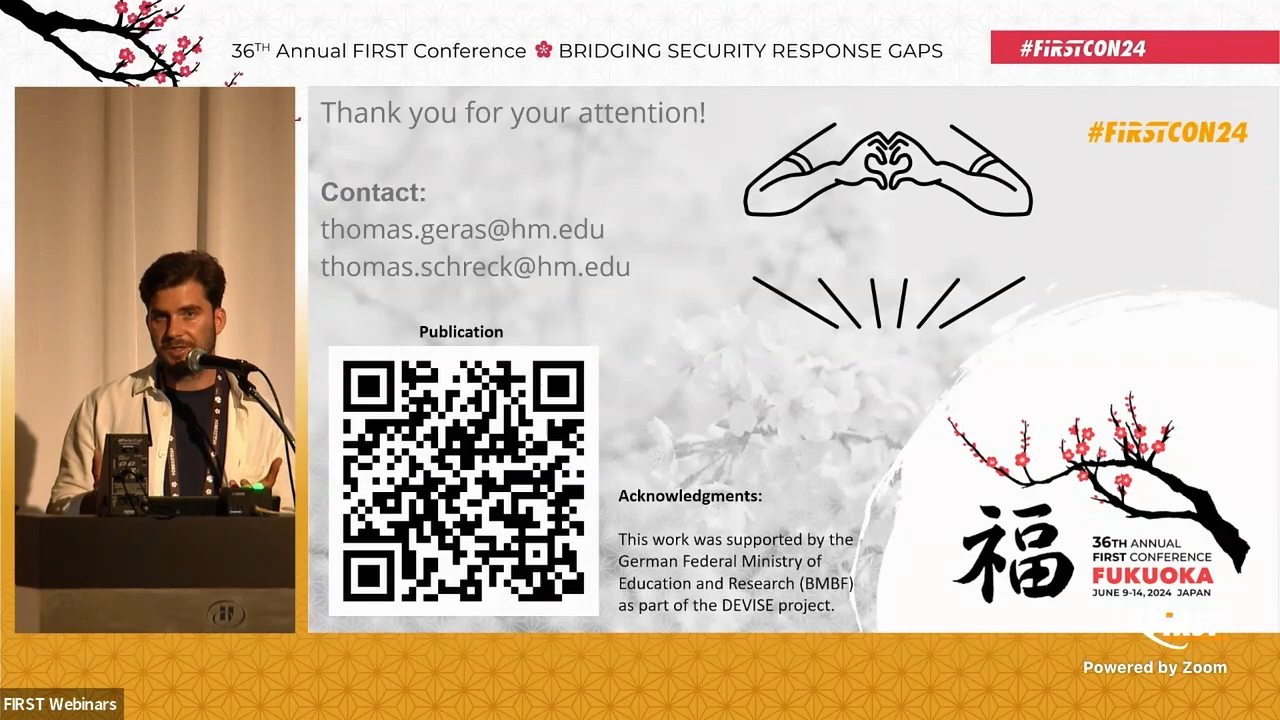 36TH Annual FIRST Conference BRIDGING SECURITY RESPONSE GAPS
#FIRSTCON24
Thank you for your attention!
#FIRSTCON24
Contact:
thomas.geras@hm.edu
thomas.schreck@hm.edu
Publication
Acknowledgments:
This work was supported by the
German Federal Ministry of
Education and Research (BMBF)
as part of the DEVISE project.
福
36TH ANNUAL
FIRST CONFERENCE
FUKUOKA
JUNE 9-14, 2024 JAPAN
Powered by Zoom
FIRST Webinars